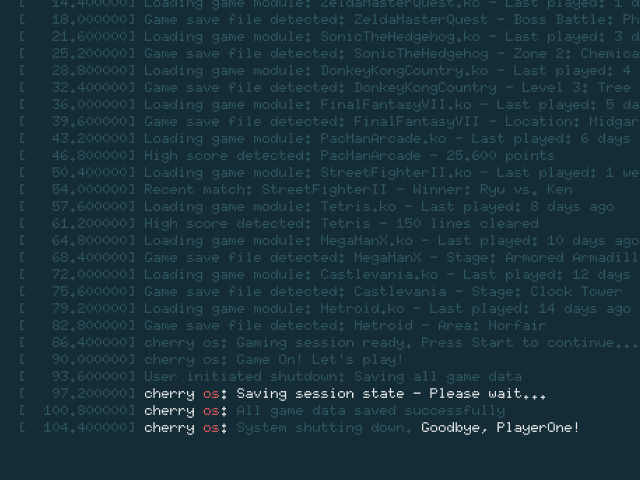 [   14.400000] Loading game module: ZeldaMasterQuest.ko - Last played: 1 d
[   18.000000] Game save file detected: ZeldaMasterQuest - Boss Battle: Ph
[   21.600000] Loading game module: SonicTheHedgehog.ko - Last played: 3 d
[   25.200000] Game save file detected: SonicTheHedgehog - Zone 2: Chemica
[   28.800000] Loading game module: DonkeyKongCountry.ko - Last played: 4
[   32.400000] Game save file detected: DonkeyKongCountry - Level 3: Tree
[   36.000000] Loading game module: FinalFantasyVII.ko - Last played: 5 da
[   39.600000] Game save file detected: FinalFantasyVII - Location: Midgar
[   43.200000] Loading game module: PacManArcade.ko - Last played: 6 days
[   46.800000] High score detected: PacManArcade - 25,600 points
[   50.400000] Loading game module: StreetFighterII.ko - Last played: 1 we
[   54.000000] Recent match: StreetFighterII - Winner: Ryu vs. Ken
[   57.600000] Loading game module: Tetris.ko - Last played: 8 days ago
[   61.200000] High score detected: Tetris - 150 lines cleared
[   64.800000] Loading game module: MegaManX.ko - Last played: 10 days ago
[   68.400000] Game save file detected: MegaManX - Stage: Armored Armadill
[   72.000000] Loading game module: Castlevania.ko - Last played: 12 days
[   75.600000] Game save file detected: Castlevania - Stage: Clock Tower
[   79.200000] Loading game module: Metroid.ko - Last played: 14 days ago
[   82.800000] Game save file detected: Metroid - Area: Norfair
[   86.400000] cherry os: Gaming session ready. Press Start to continue...
[   90.000000] cherry os: Game On! Let's play!
[   93.600000] User initiated shutdown: Saving all game data
[   97.200000] cherry os: Saving session state - Please wait...
[  100.800000] cherry os: All game data saved successfully
[  104.400000] cherry os: System shutting down. Goodbye, PlayerOne!